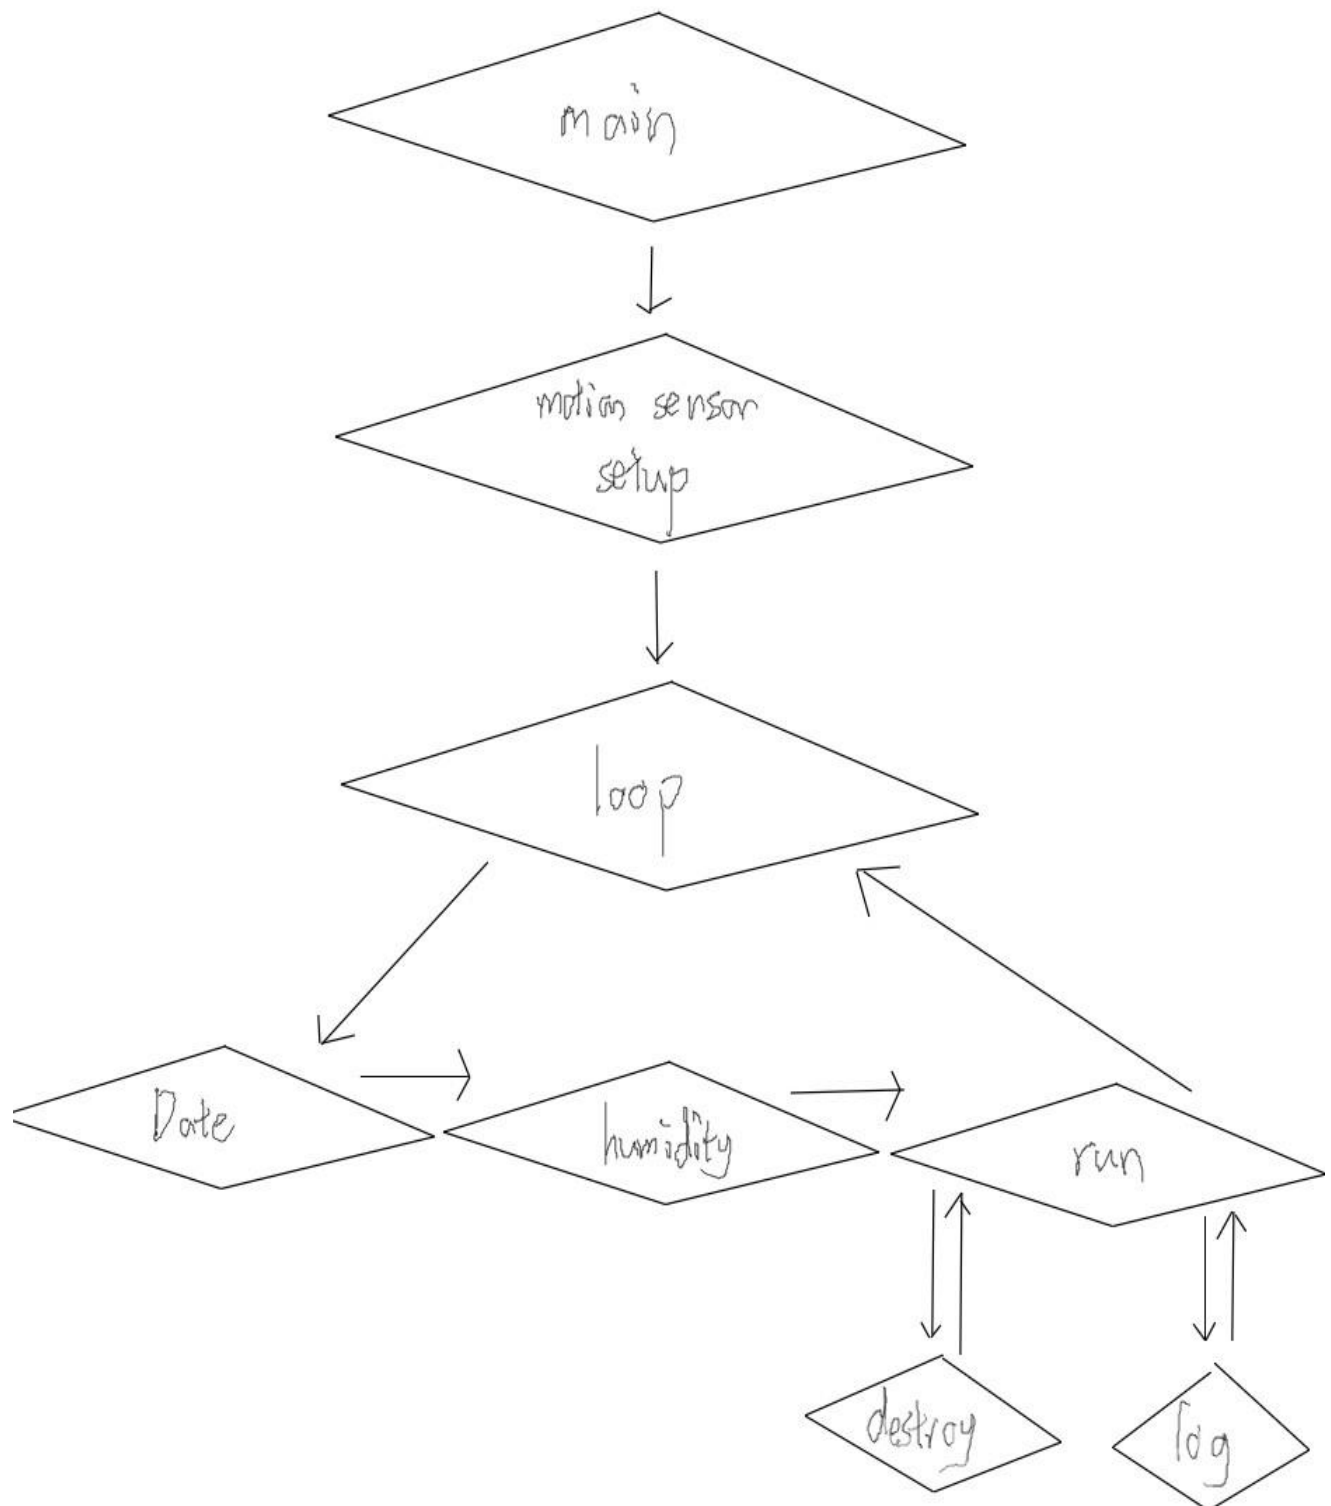 main
motion sensor
setup
loop
Date
humidity
run
destroy
log